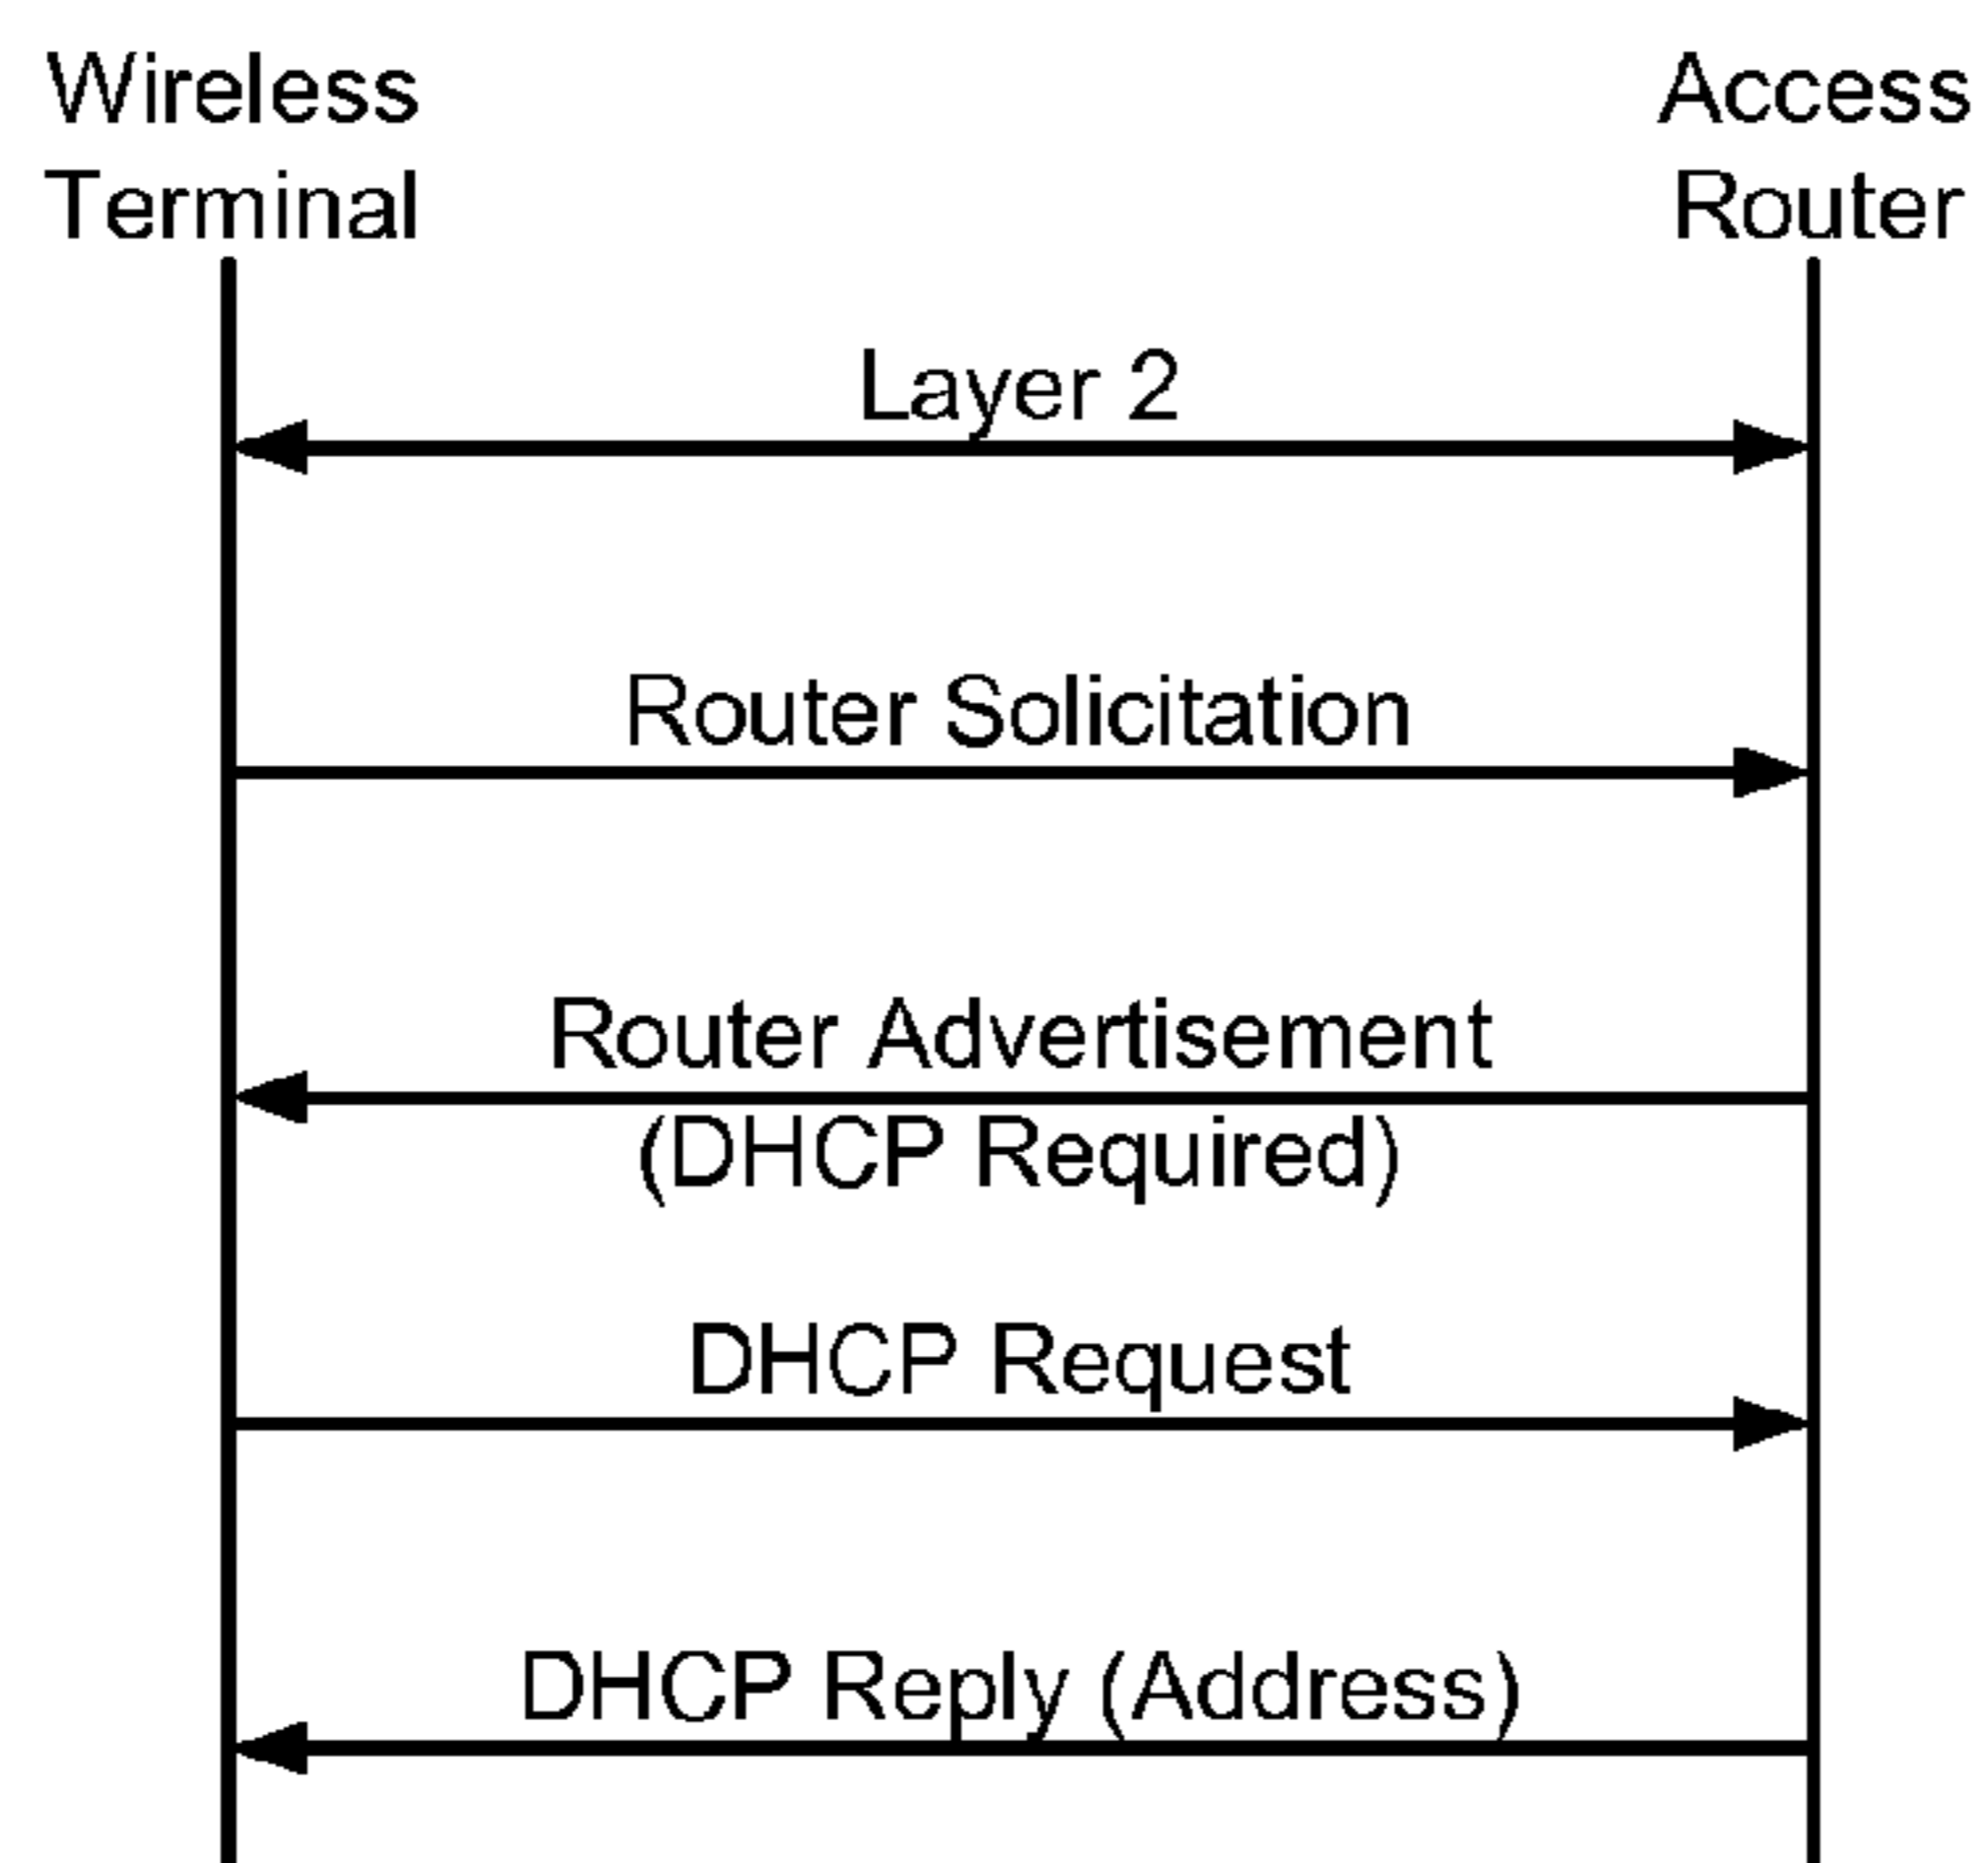 Wireless
Terminal
Access
Router
Layer 2
Router Solicitation
Router Advertisement
(DHCP Required)
DHCP Request
DHCP Reply (Address)